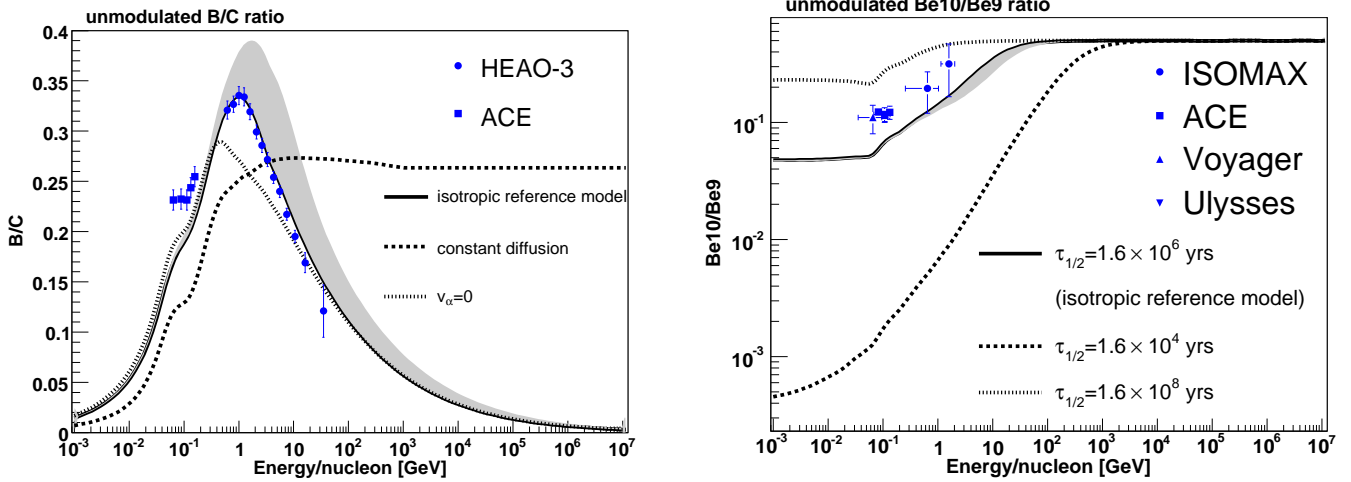 unmodulated B/C ratio
B/C
0.4
0.35
0.3
0.25
0.2
0.15
0.1
0.05
0
HEAO-3
ACE
isotropic reference model
constant diffusion
v_α=0
10⁻³ 10⁻² 10⁻¹ 1 10 10² 10³ 10⁴ 10⁵ 10⁶ 10⁷
Energy/nucleon [GeV]
unmodulated Be10/Be9 ratio
Be10/Be9
10⁻¹
10⁻²
10⁻³
ISOMAX
ACE
Voyager
Ulysses
τ₁/₂=1.6 × 10⁶ yrs
(isotropic reference model)
τ₁/₂=1.6 × 10⁴ yrs
τ₁/₂=1.6 × 10⁸ yrs
10⁻³ 10⁻² 10⁻¹ 1 10 10² 10³ 10⁴ 10⁵ 10⁶ 10⁷
Energy/nucleon [GeV]